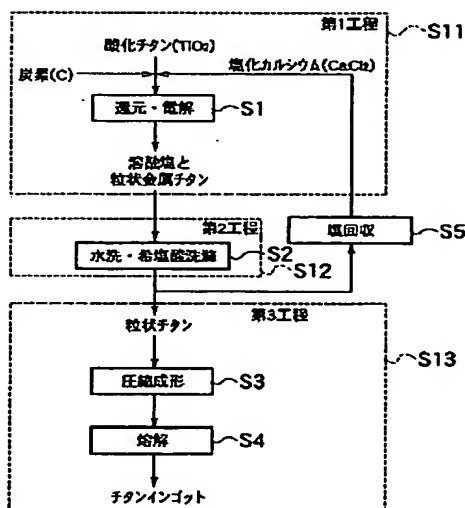 第1工程
S11
酸化チタン(TiO₂)
炭素(C)
塩化カルシウム(CaCl₂)
還元・電解
S1
溶融塩と
粒状金属チタン
第2工程
塩回収
S5
水洗・希塩酸洗滌
S2
S12
第3工程
粒状チタン
S13
圧縮成形
S3
熔解
S4
チタンインゴット